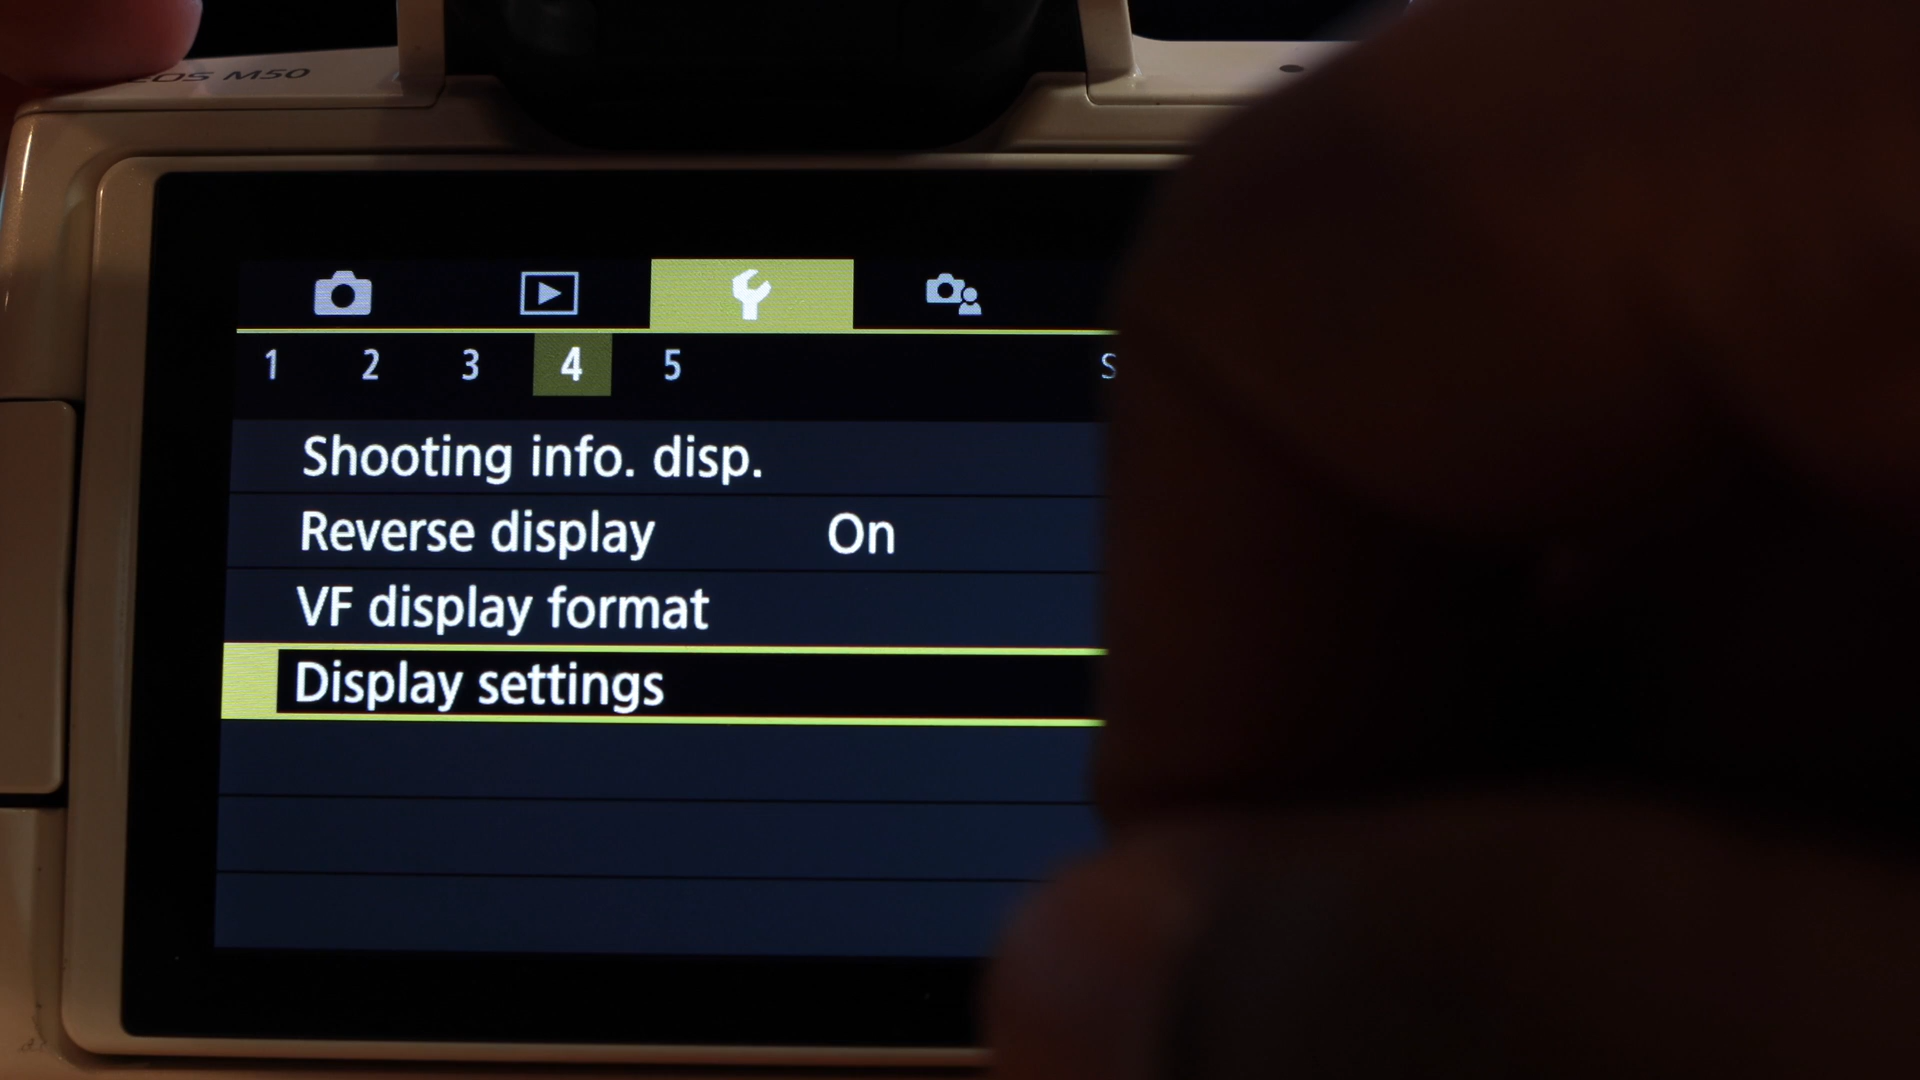 EOS M50
1 2 3 4 5
Shooting info. disp.
Reverse display On
VF display format
Display settings